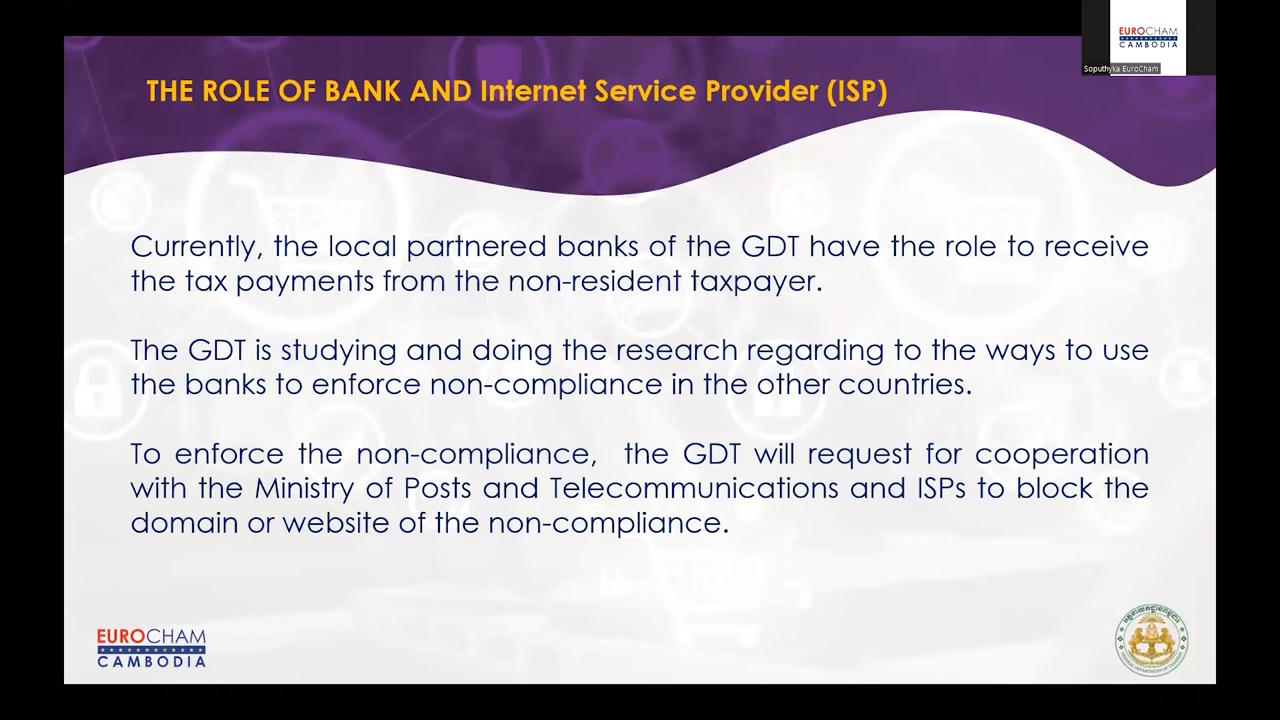 EUROCHAM
CAMBODIA
Soputhyka EuroCham
THE ROLE OF BANK AND Internet Service Provider (ISP)
Currently, the local partnered banks of the GDT have the role to receive
the tax payments from the non-resident taxpayer.
The GDT is studying and doing the research regarding to the ways to use
the banks to enforce non-compliance in the other countries.
To enforce the non-compliance, the GDT will request for cooperation
with the Ministry of Posts and Telecommunications and ISPs to block the
domain or website of the non-compliance.
EUROCHAM
CAMBODIA
GENERAL DEPARTMENT OF TAXATION